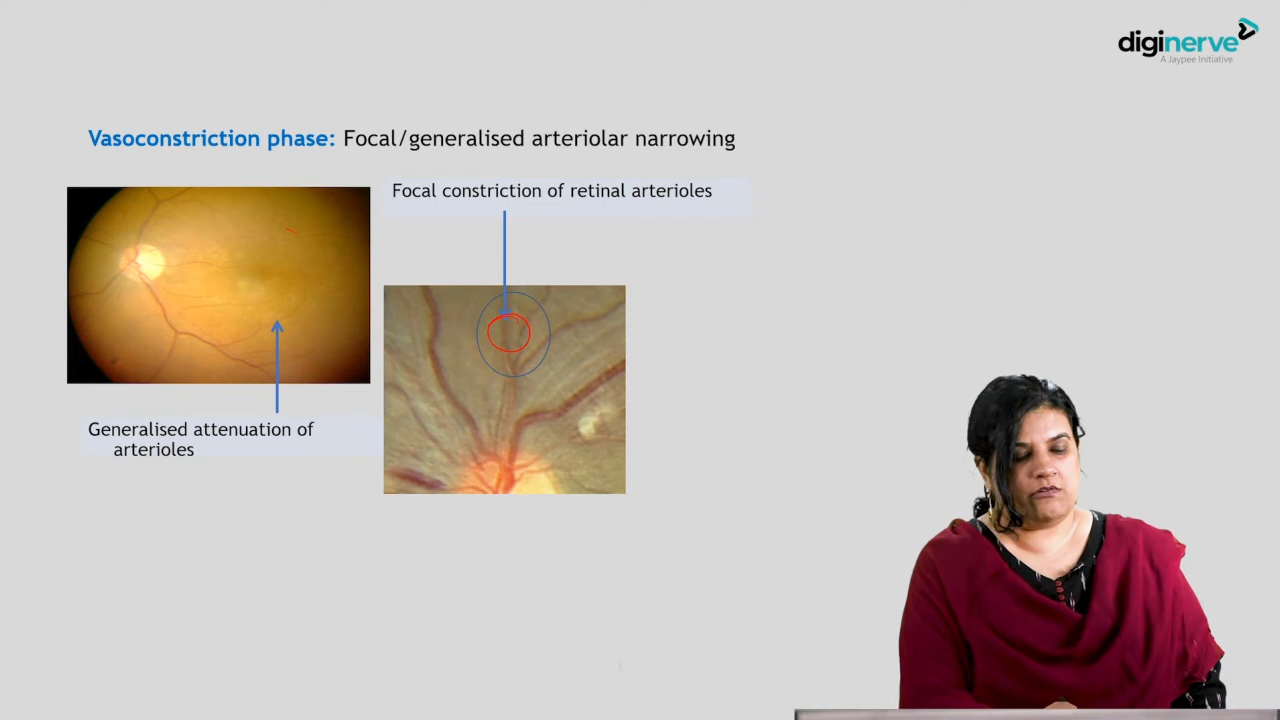 diginerve
A Jaypee Initiative
Vasoconstriction phase: Focal/generalised arteriolar narrowing
Focal constriction of retinal arterioles
Generalised attenuation of
arterioles